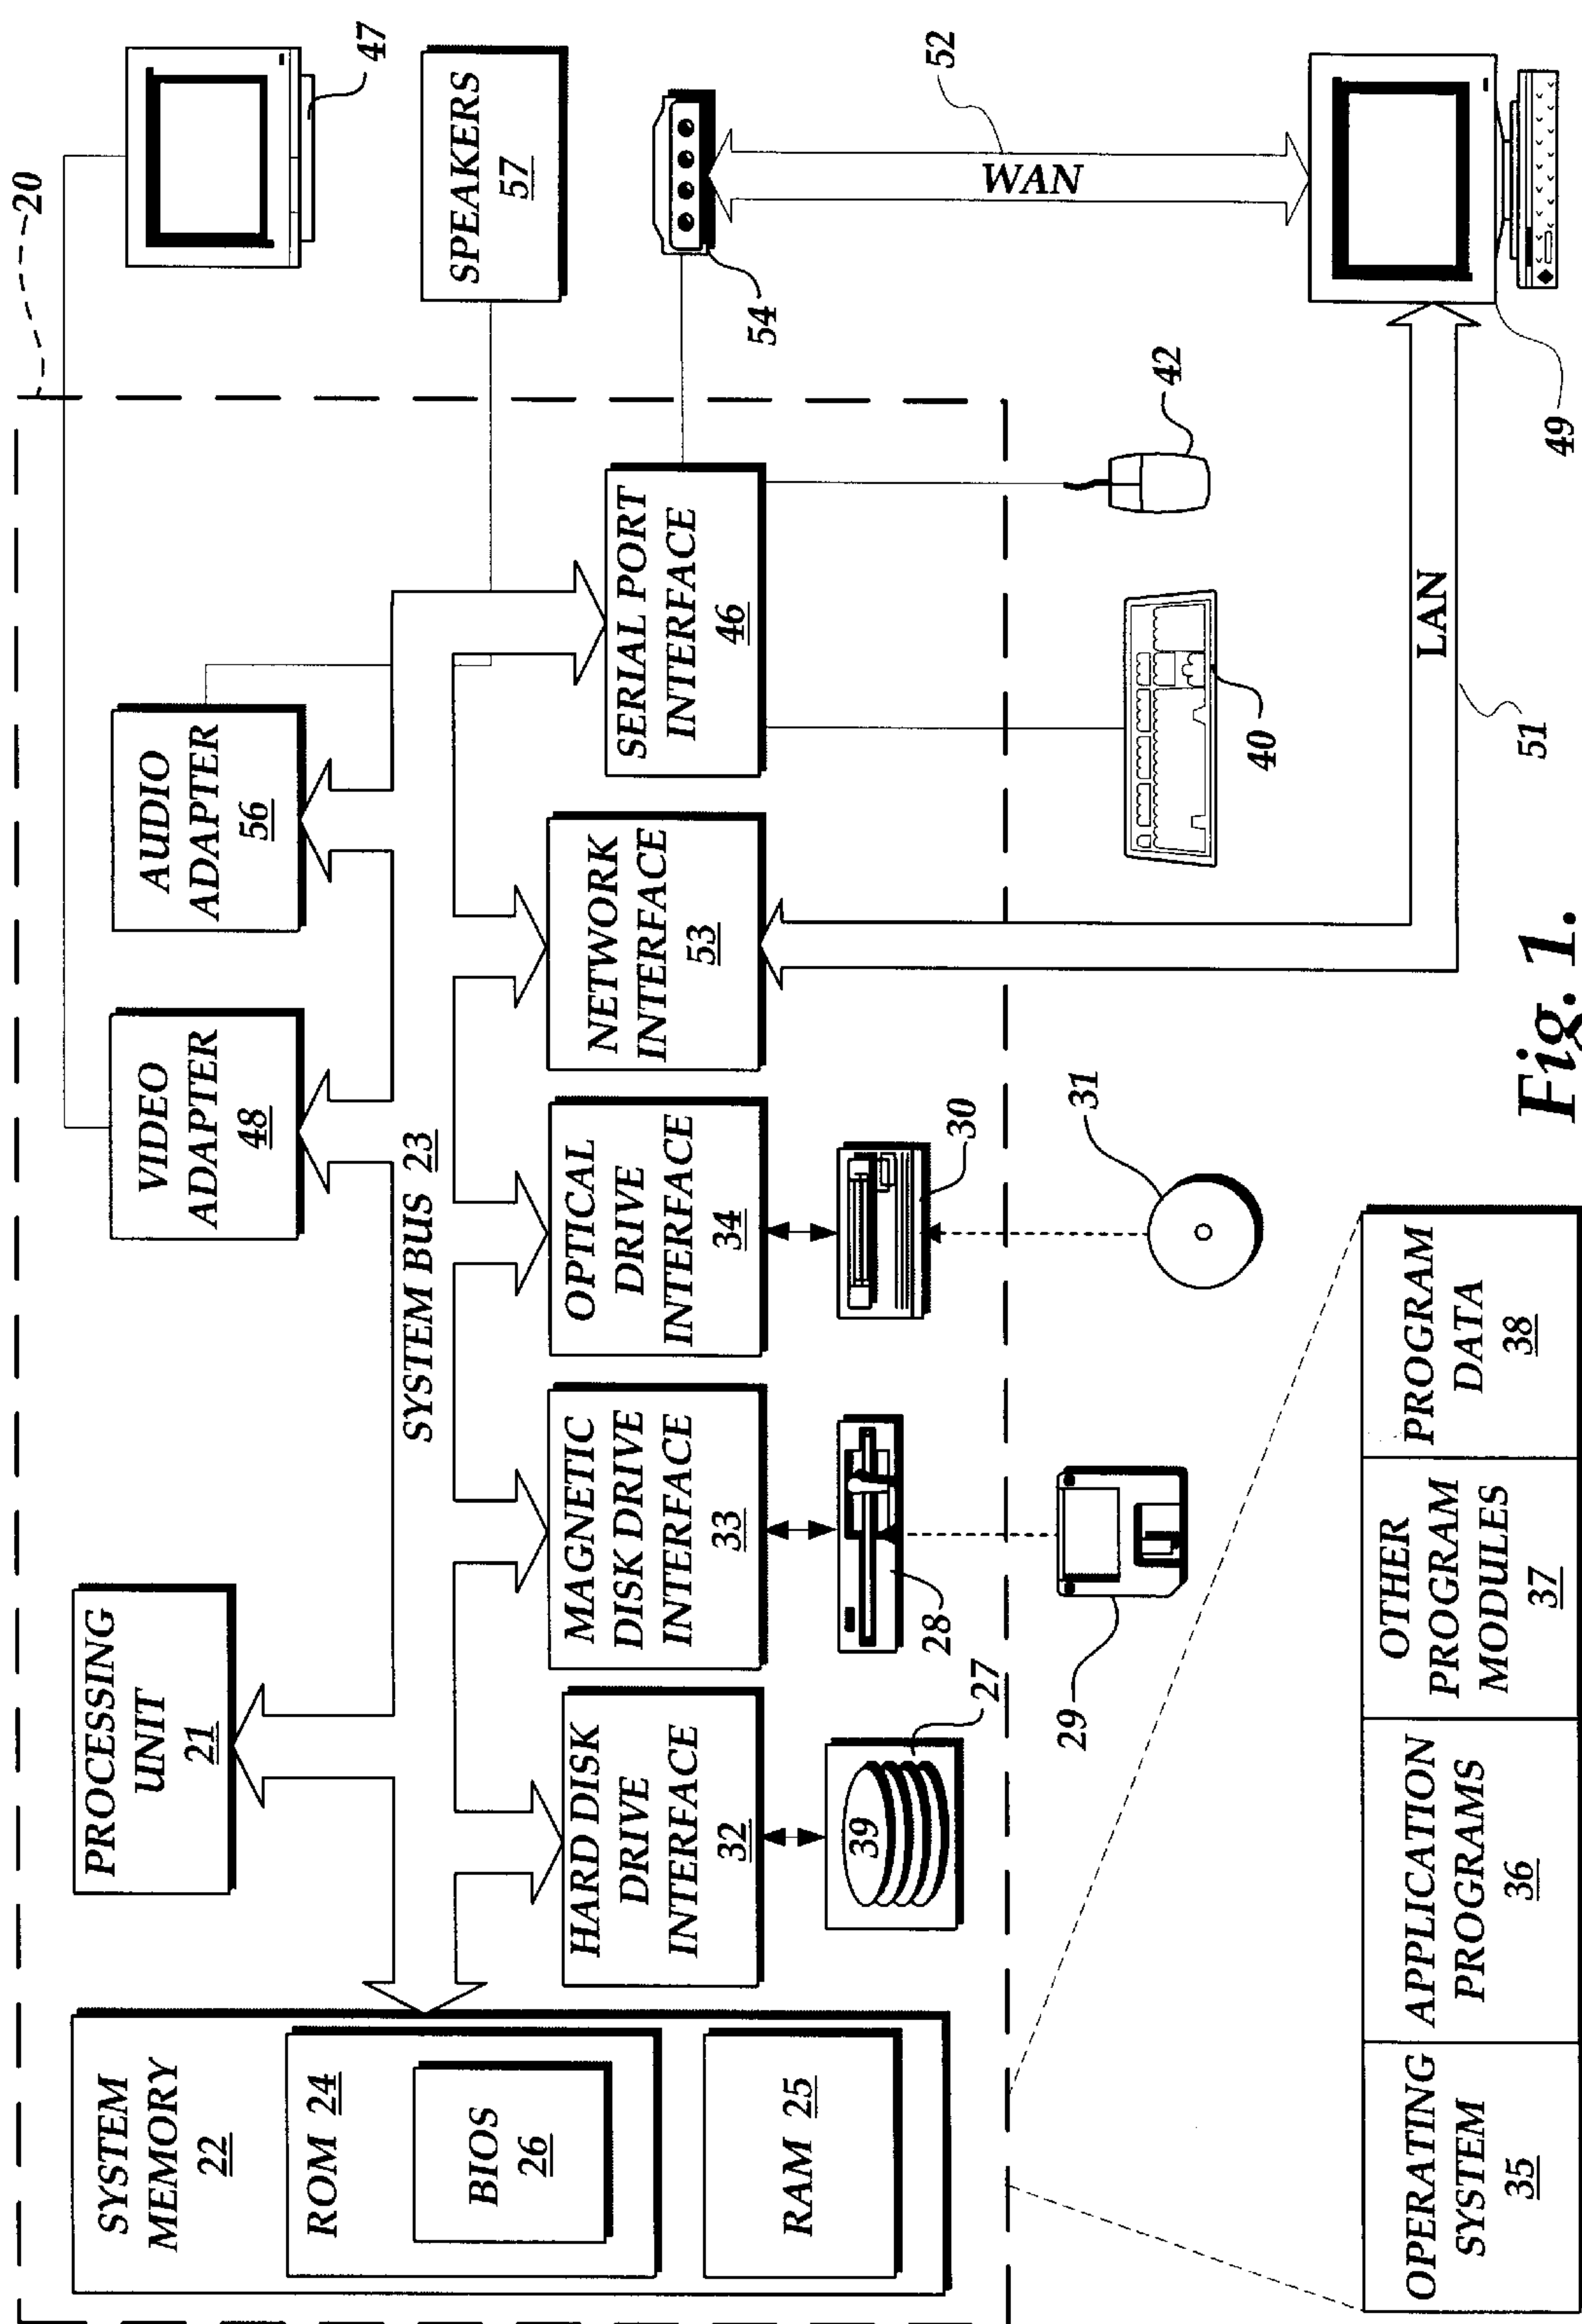 20
SYSTEM
MEMORY
22
ROM 24
BIOS
26
RAM 25
PROCESSING
UNIT
21
VIDEO
ADAPTER
48
AUDIO
ADAPTER
56
47
SPEAKERS
57
SYSTEM BUS 23
HARD DISK
DRIVE
INTERFACE
32
MAGNETIC
DISK DRIVE
INTERFACE
33
OPTICAL
DRIVE
INTERFACE
34
NETWORK
INTERFACE
53
SERIAL PORT
INTERFACE
46
54
39
27
28
30
52
WAN
29
31
40
42
LAN
51
49
OPERATING
SYSTEM
35
APPLICATION
PROGRAMS
36
OTHER
PROGRAM
MODULES
37
PROGRAM
DATA
38
Fig. 1.